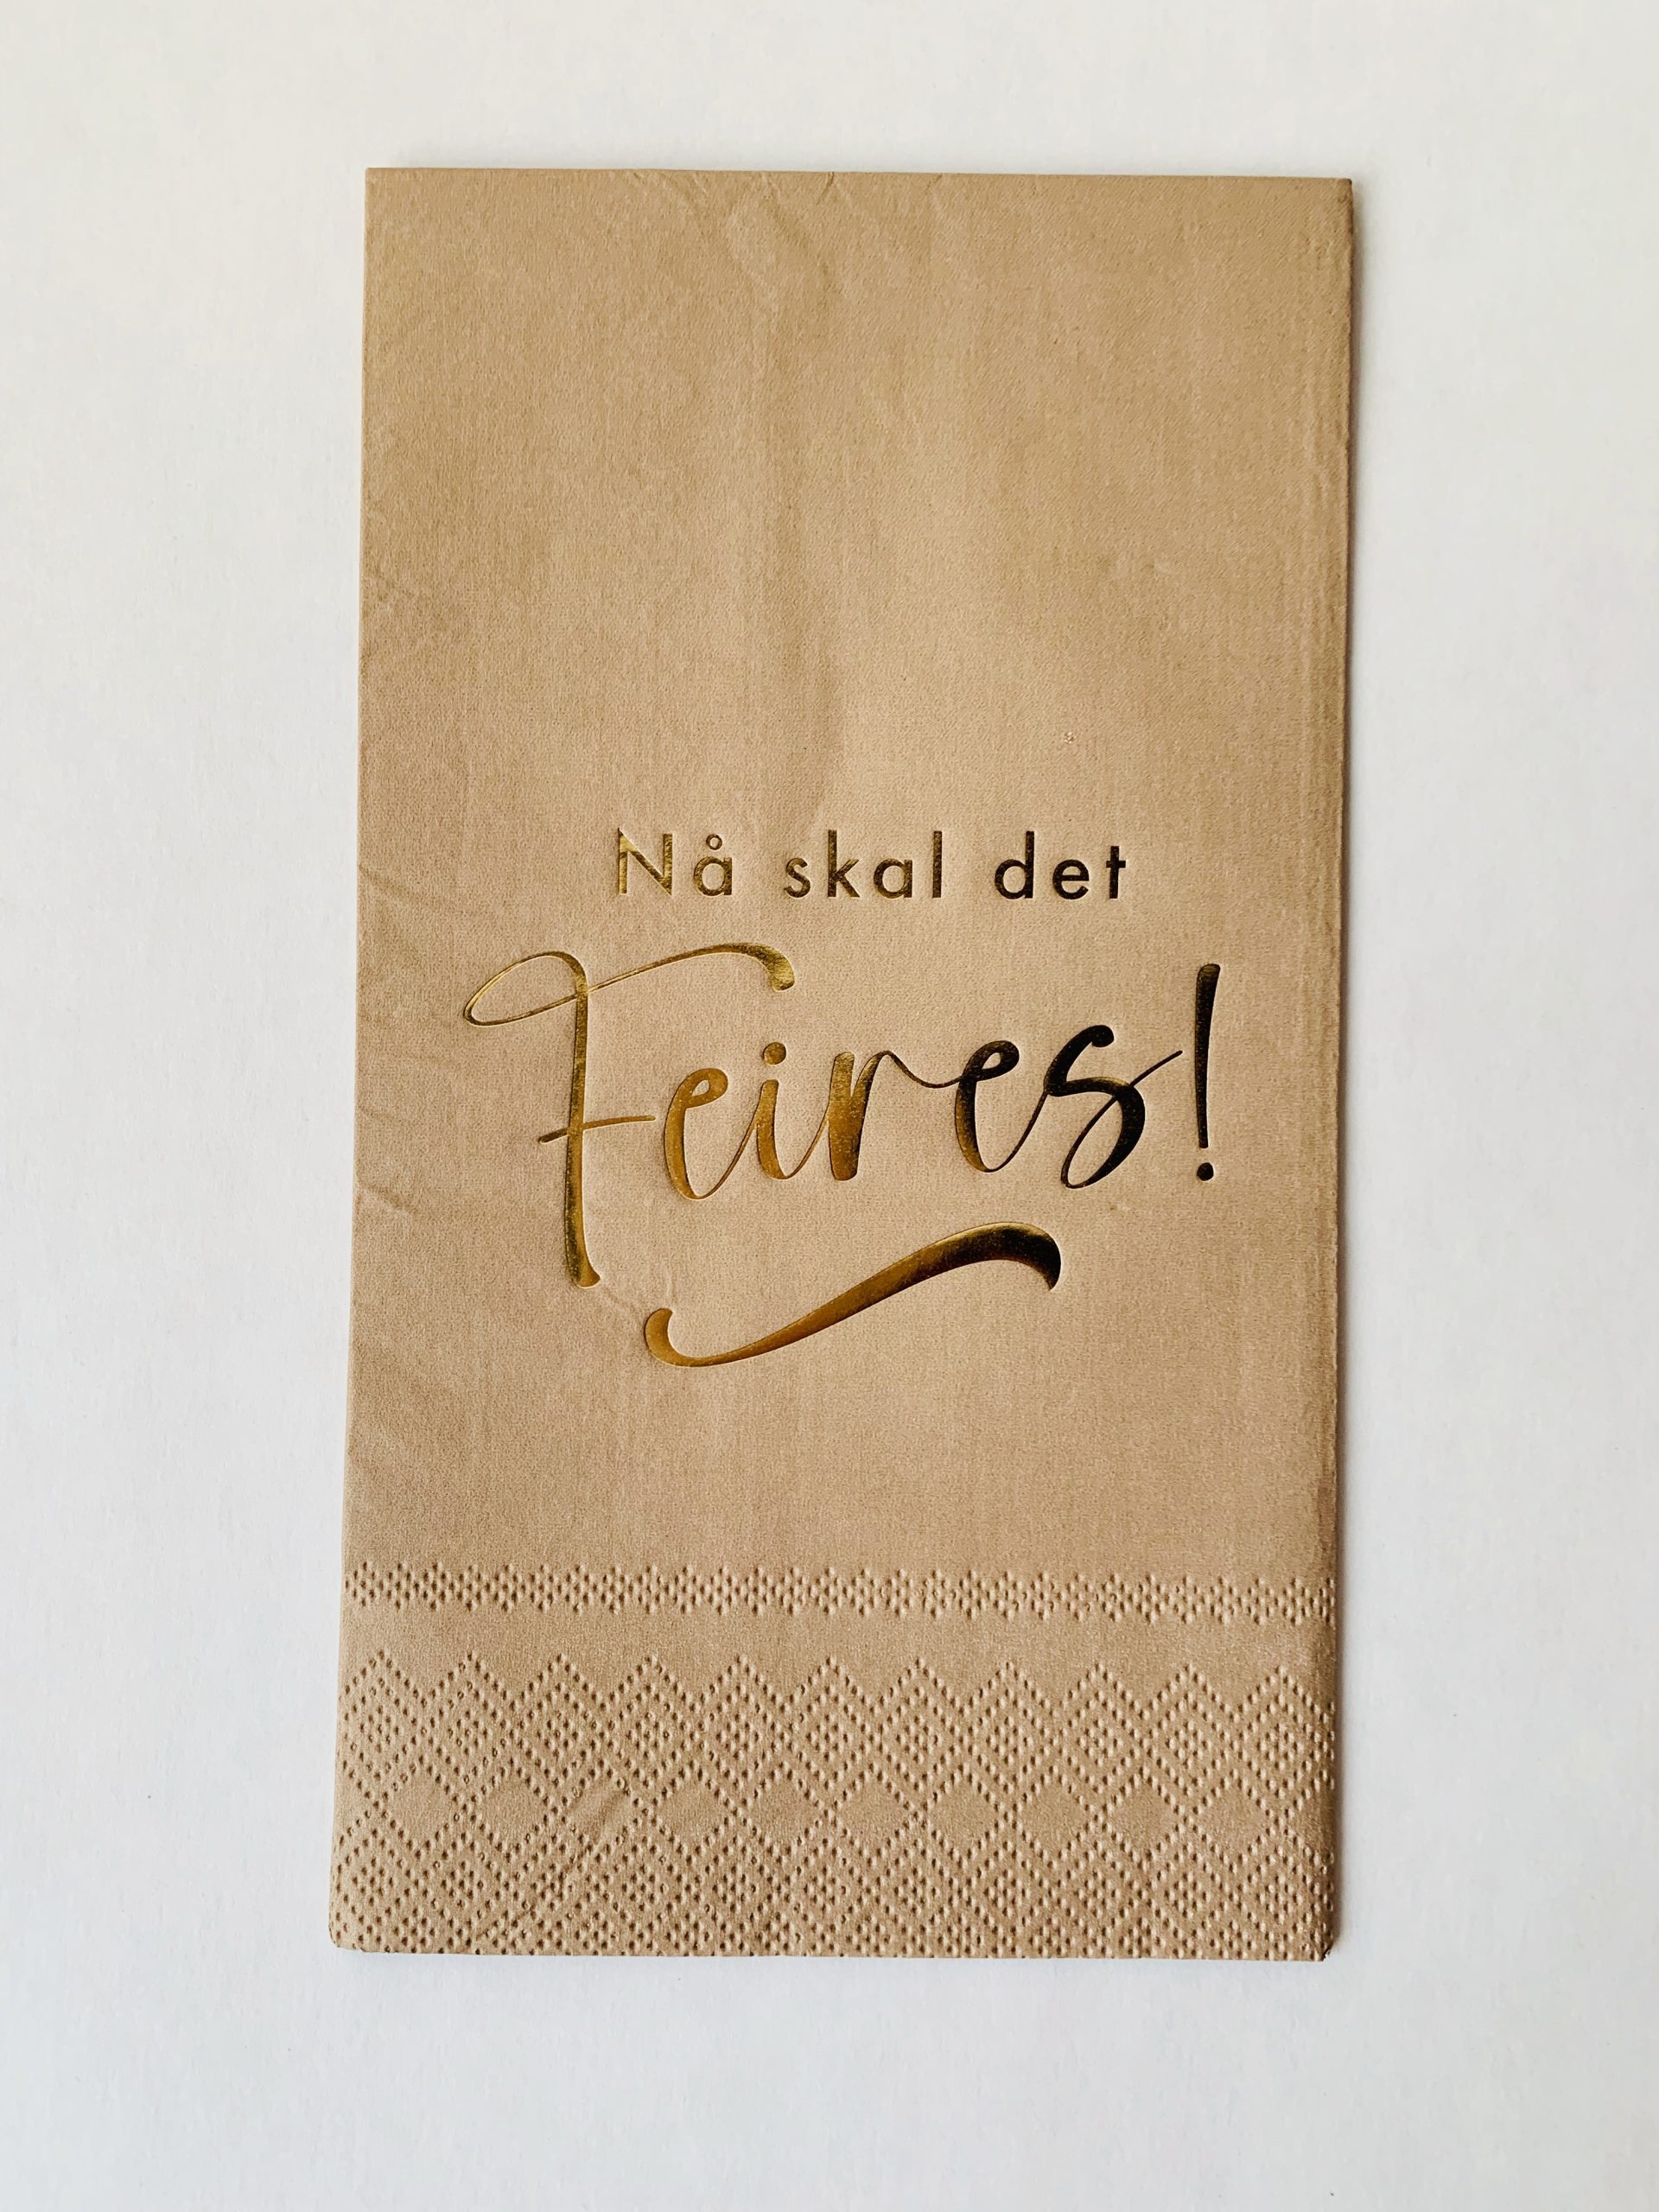 Nå skal det
Feires!